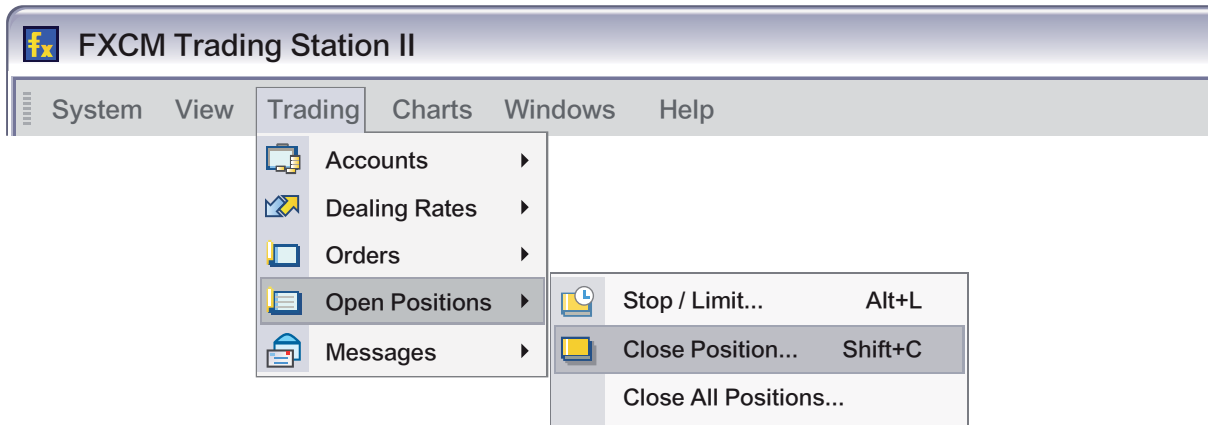 fx FXCM Trading Station II
System View Trading Charts Windows Help
Accounts
Dealing Rates
Orders
Open Positions
Messages
Stop / Limit... Alt+L
Close Position... Shift+C
Close All Positions...